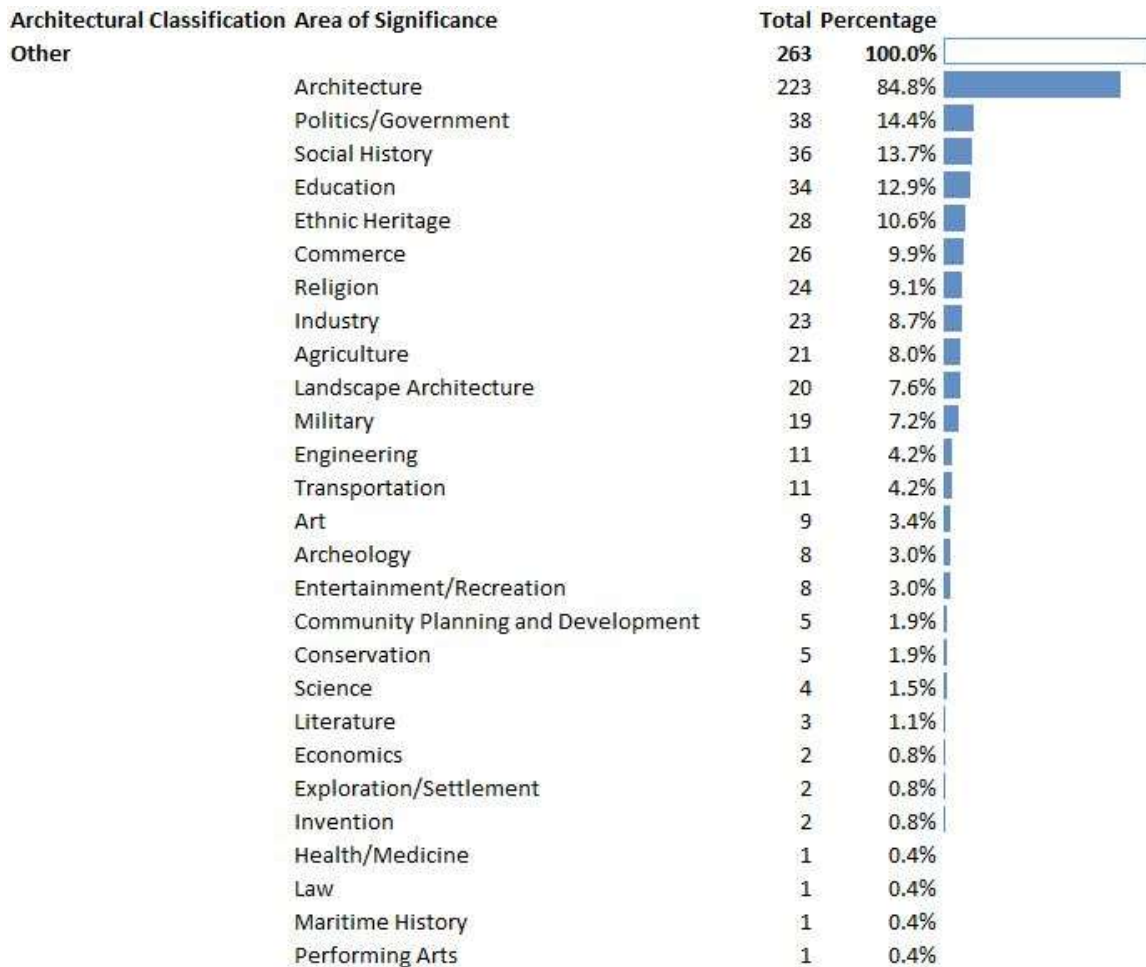 Architectural Classification Area of Significance Total Percentage
Other 263 100.0%
Architecture 223 84.8%
Politics/Government 38 14.4%
Social History 36 13.7%
Education 34 12.9%
Ethnic Heritage 28 10.6%
Commerce 26 9.9%
Religion 24 9.1%
Industry 23 8.7%
Agriculture 21 8.0%
Landscape Architecture 20 7.6%
Military 19 7.2%
Engineering 11 4.2%
Transportation 11 4.2%
Art 9 3.4%
Archeology 8 3.0%
Entertainment/Recreation 8 3.0%
Community Planning and Development 5 1.9%
Conservation 5 1.9%
Science 4 1.5%
Literature 3 1.1%
Economics 2 0.8%
Exploration/Settlement 2 0.8%
Invention 2 0.8%
Health/Medicine 1 0.4%
Law 1 0.4%
Maritime History 1 0.4%
Performing Arts 1 0.4%